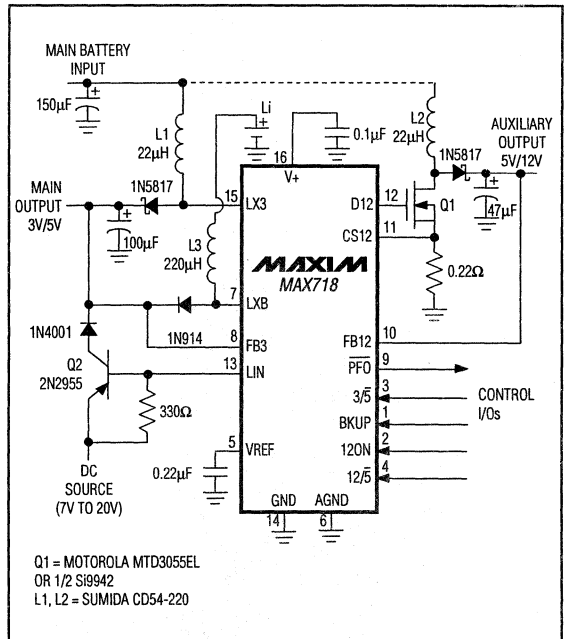 MAIN BATTERY
INPUT
150µF
+
L1
22µH
Li
+
16
V+
0.1µF
L2
22µH
AUXILIARY
OUTPUT
5V/12V
1N5817
MAIN
OUTPUT
3V/5V
1N5817
15
LX3
D12
12
Q1
+
47µF
+
100µF
L3
220µH
CS12
11
MAXIM
MAX718
0.22Ω
7
LXB
1N4001
1N914
8
FB3
FB12
10
PFO
9
Q2
2N2955
13
LIN
3/5
3
CONTROL
I/Os
330Ω
BKUP
1
5
VREF
12ON
2
0.22µF
12/5
4
DC
SOURCE
(7V TO 20V)
GND
AGND
14
6
Q1 = MOTOROLA MTD3055EL
OR 1/2 Si9942
L1, L2 = SUMIDA CD54-220